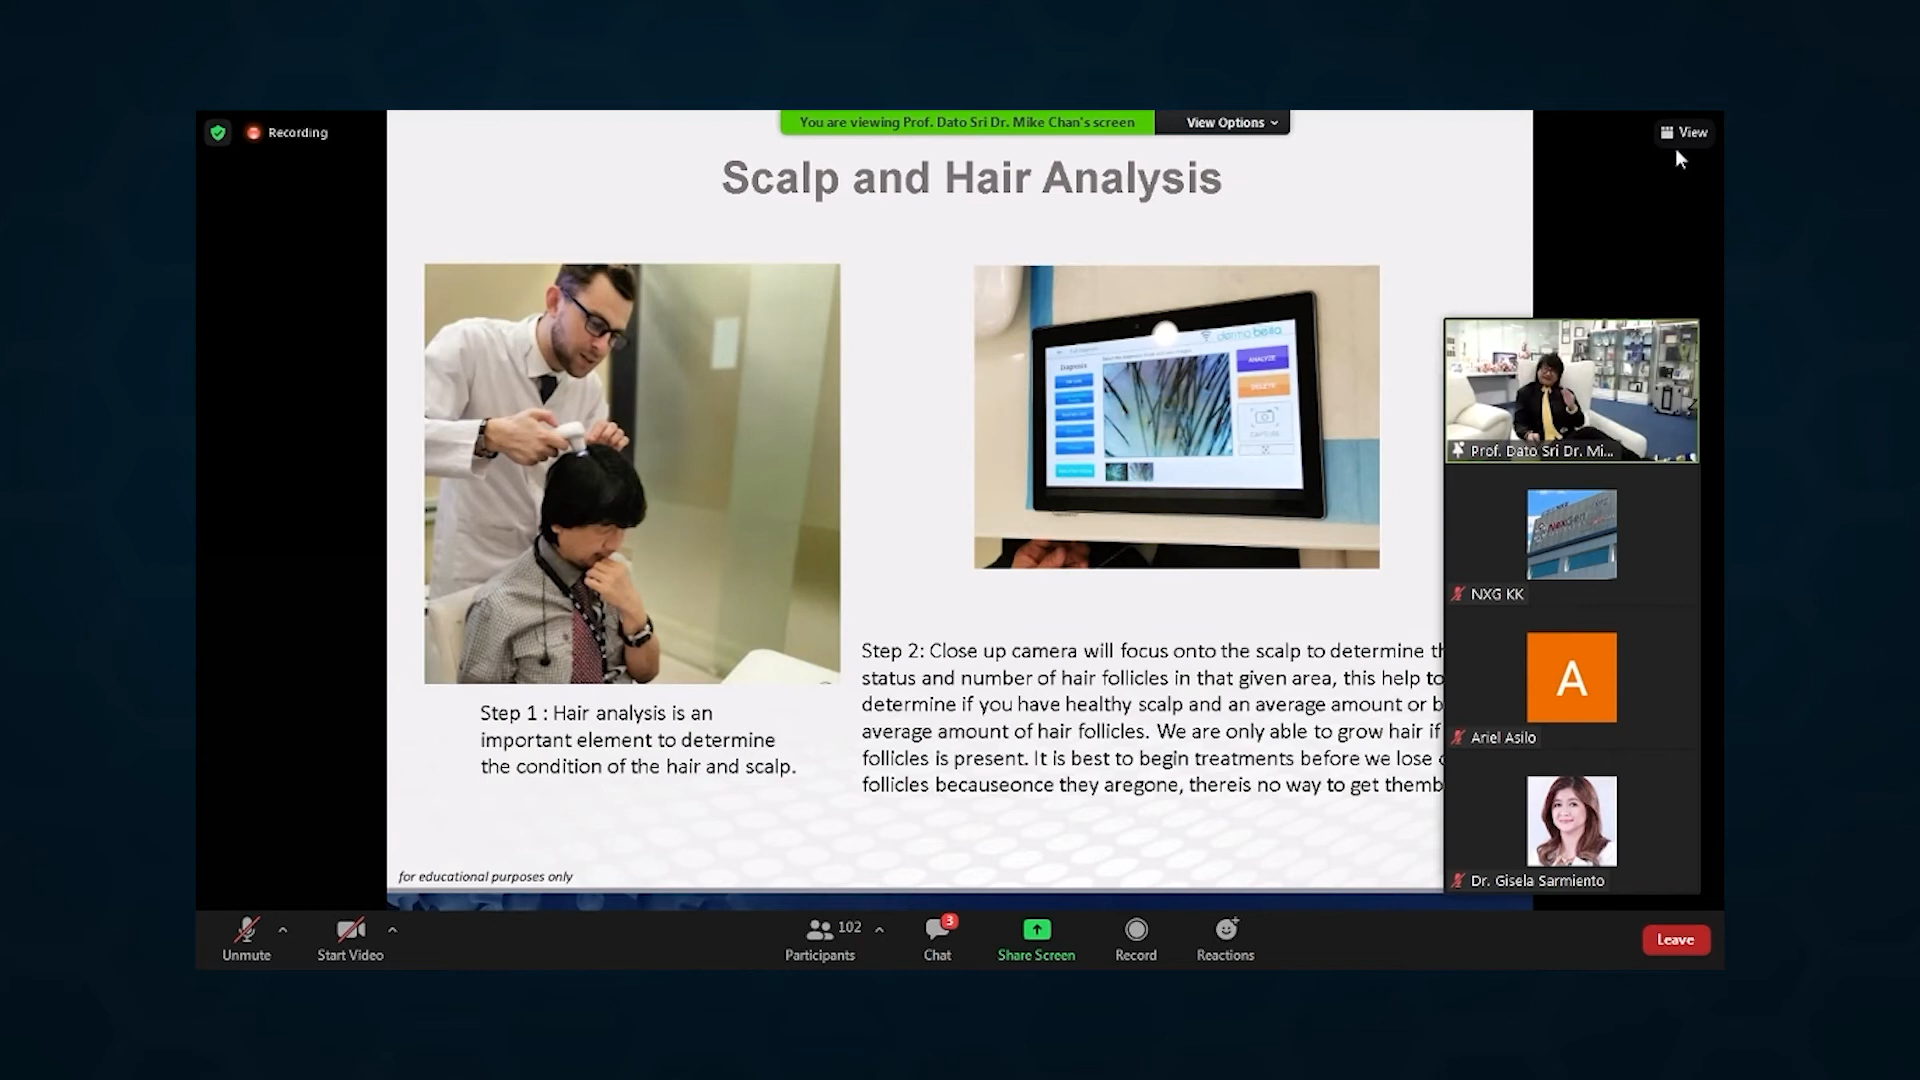 Recording
You are viewing Prof. Dato Sri Dr. Mike Chan's screen
View Options
View
Scalp and Hair Analysis
dermo bella
Diagnosis
ANALYZE
DELETE
CAPTURE
Prof. Dato Sri Dr. Mi...
Nexgen
NXG KK
A
Ariel Asilo
Dr. Gisela Sarmiento
Step 1 : Hair analysis is an
important element to determine
the condition of the hair and scalp.
Step 2: Close up camera will focus onto the scalp to determine th
status and number of hair follicles in that given area, this help to
determine if you have healthy scalp and an average amount or b
average amount of hair follicles. We are only able to grow hair if
follicles is present. It is best to begin treatments before we lose
follicles becauseonce they aregone, thereis no way to get themb
for educational purposes only
Unmute
Start Video
102
Participants
3
Chat
Share Screen
Record
Reactions
Leave